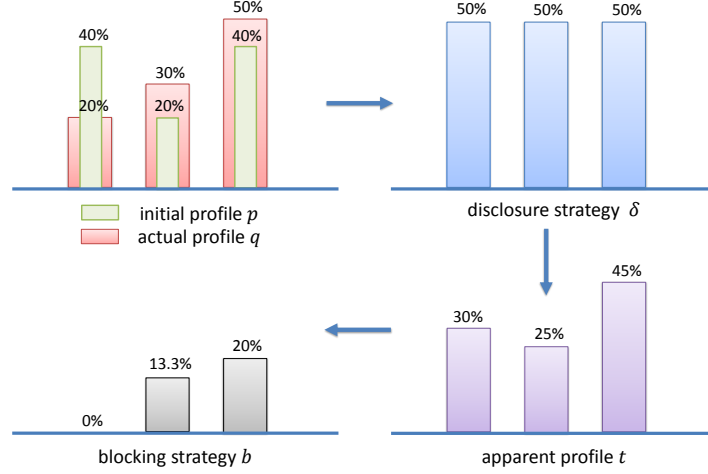 40%
20%
30%
20%
50%
40%
initial profile p
actual profile q
50% 50% 50%
disclosure strategy δ
0%
13.3%
20%
blocking strategy b
30%
25%
45%
apparent profile t